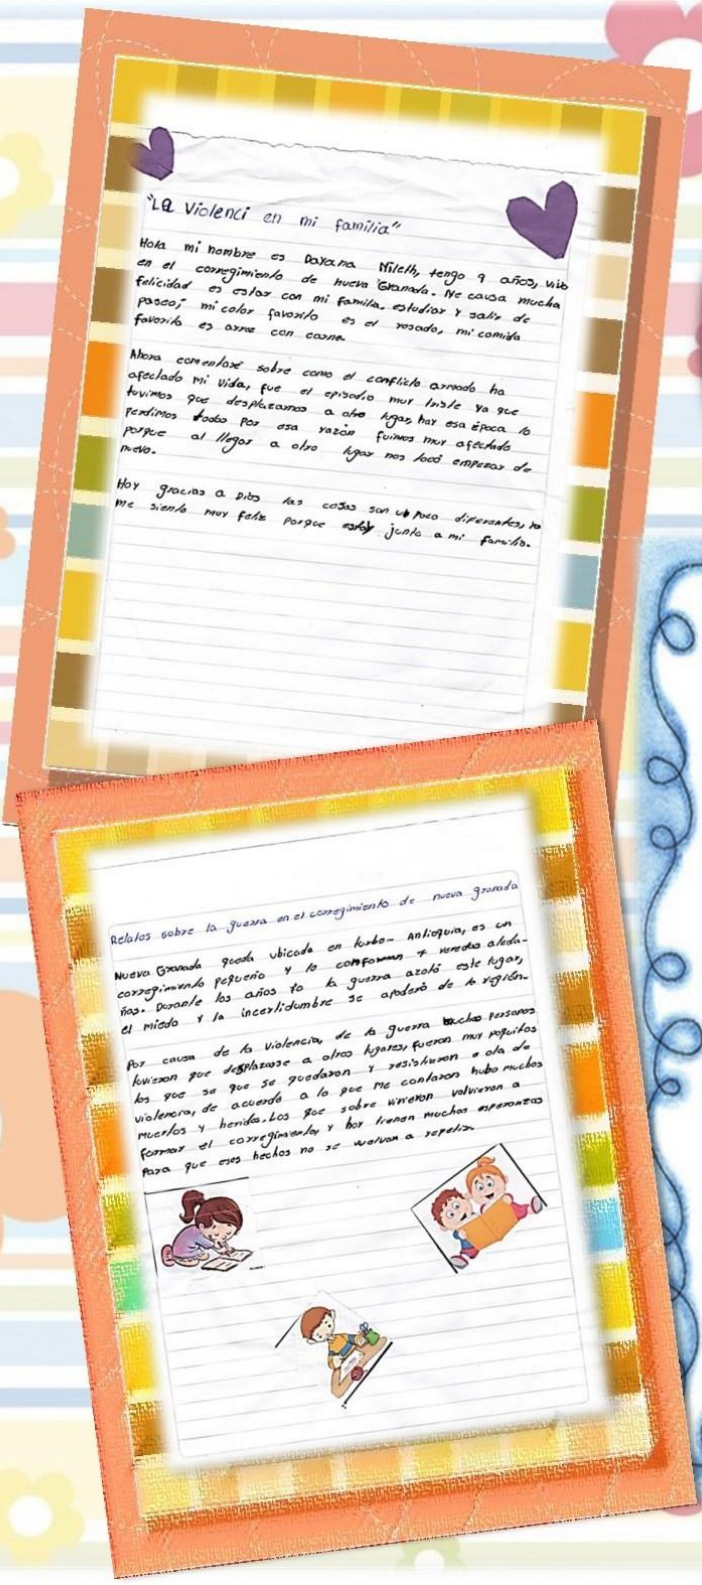 "La Violenci en mi familia"
Hola mi nombre es Dayana Milelh, tengo 9 años, vivo
en el corregimiento de nueva Granada. Me causa mucha
felicidad es estar con mi familia, estudiar y salir de
paseo; mi color favorito es el rosado, mi comida
favorita es arroz con carne.
Ahora comentaré sobre como el conflicto armado ha
afectado mi vida, fue el episodio muy triste ya que
tuvimos que desplazarnos a otro lugar, hay esa época lo
perdimos todo por esa razón fuimos muy afectado
porque al llegar a otro lugar nos tocó empezar de
nuevo.
Hoy gracias a Dios las cosas son un poco diferentes, yo
me siento muy feliz porque estoy junto a mi familia.
Relatos sobre la guerra en el corregimiento de nueva granada
Nueva Granada queda ubicada en turbo - Antioquia, es un
corregimiento pequeño y lo conforman 7 veredas aleda-
ñas. Durante los años la guerra azoló este lugar,
el miedo y la incertidumbre se apoderó de la región.
Por causa de la violencia, de la guerra muchas personas
tuvieron que desplazarse a otros lugares, fueron muy poquitos
los que se que se quedaron y resistieron a ola de
violencia, de acuerdo a lo que me contaron hubo muchos
muertos y heridos. Los que sobre vivieron volvieron a
formar el corregimiento, y hoy tienen muchas esperanzas
para que esos hechos no se vuelvan a repetir.